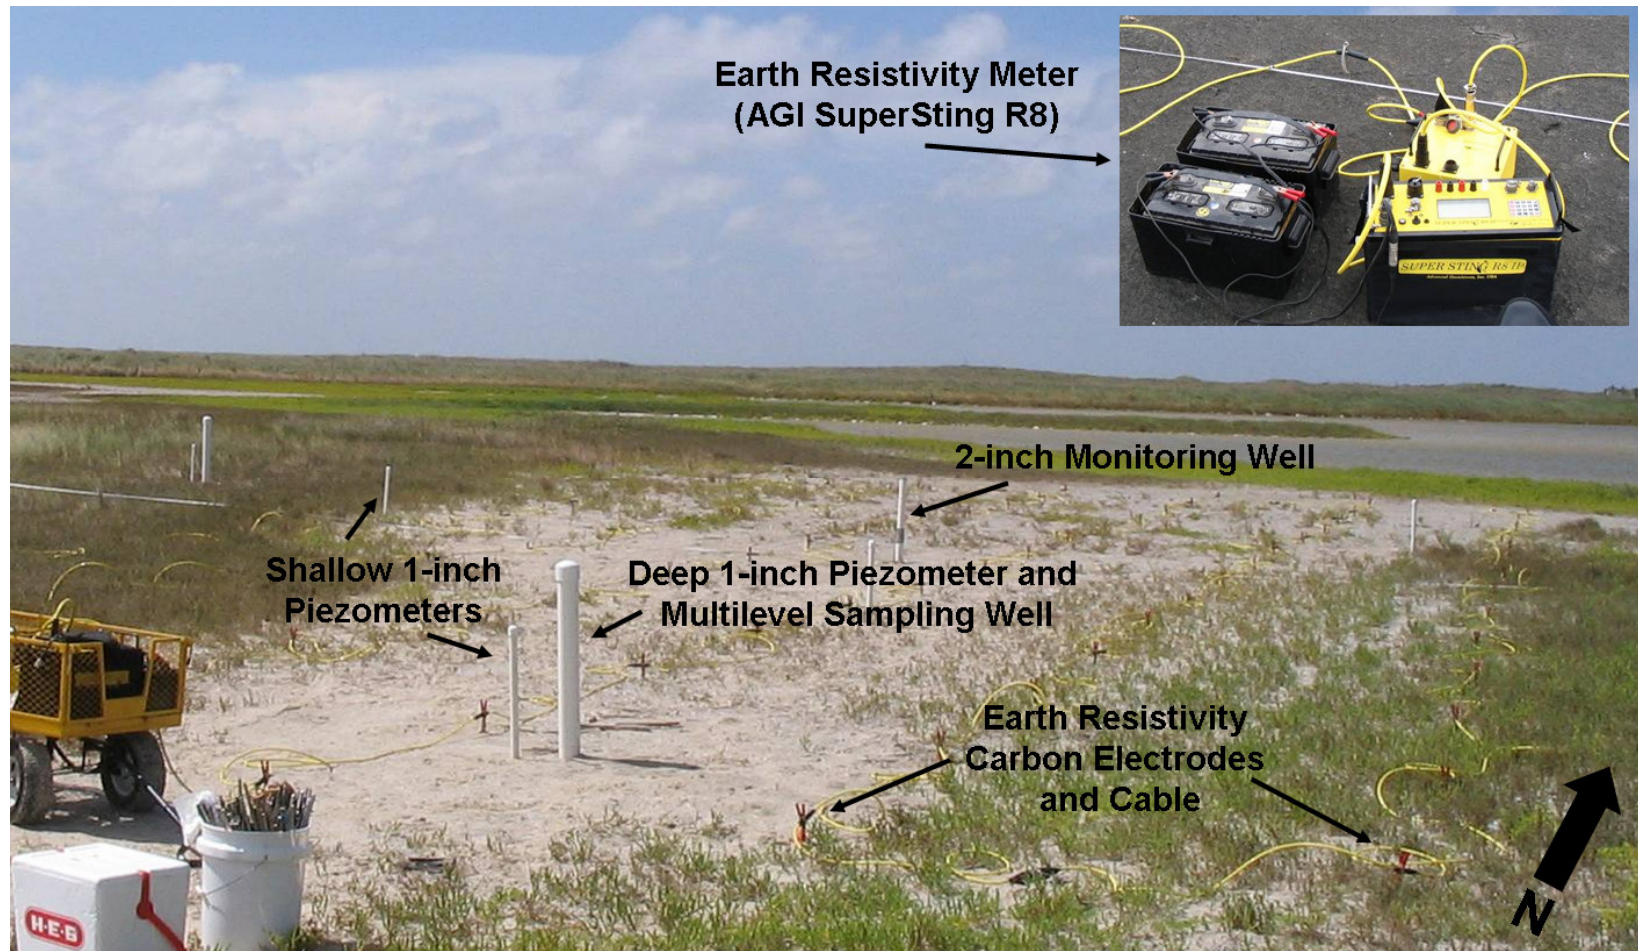 Earth Resistivity Meter
(AGI SuperSting R8)
SUPER STING R8 IP
2-inch Monitoring Well
Shallow 1-inch
Piezometers
Deep 1-inch Piezometer and
Multilevel Sampling Well
Earth Resistivity
Carbon Electrodes
and Cable
N
H-E-B